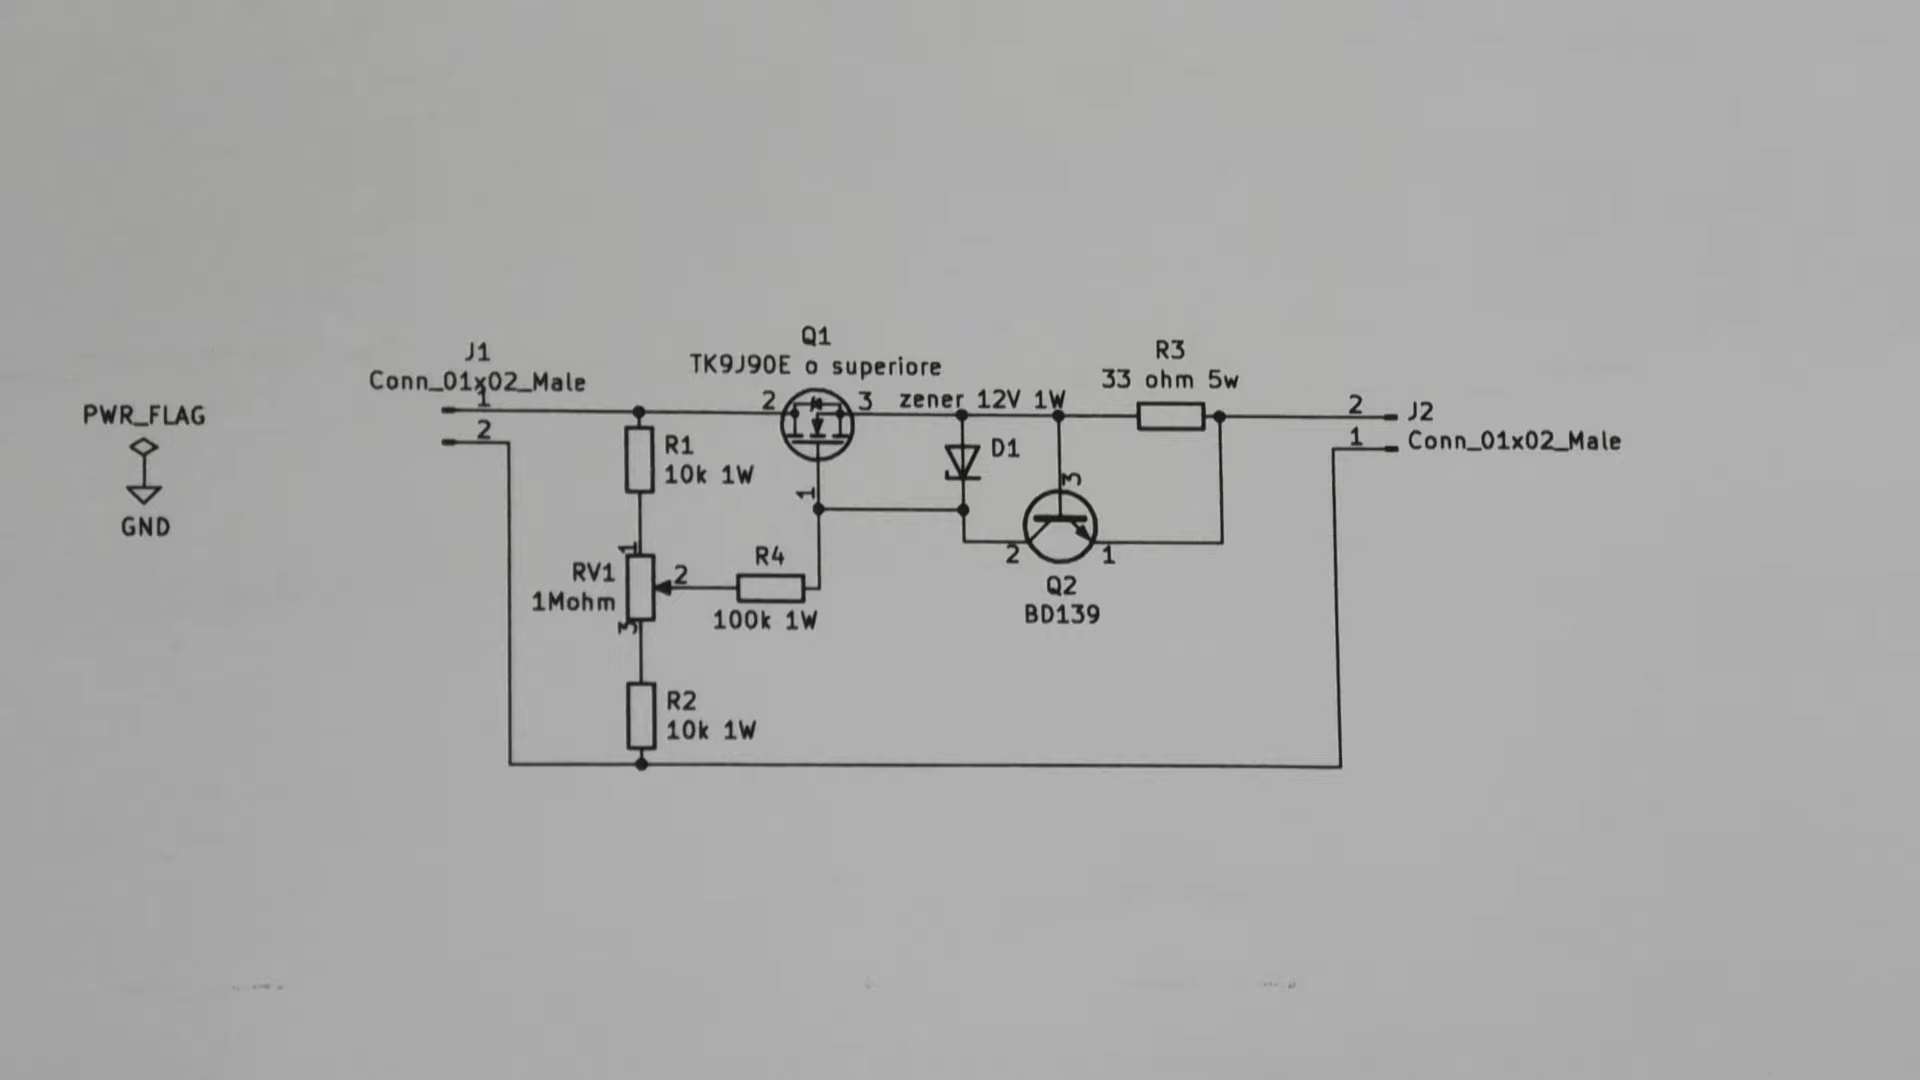 PWR_FLAG
GND
J1
Conn_01x02_Male
1
2
Q1
TK9J90E o superiore
2
3
1
R1
10k 1W
RV1
1Mohm
1
2
3
R4
100k 1W
R2
10k 1W
zener 12V 1W
D1
3
2
1
Q2
BD139
R3
33 ohm 5w
2
1
J2
Conn_01x02_Male